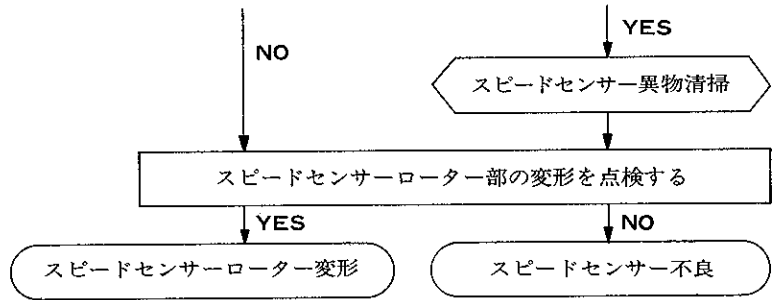 NO
YES
スピードセンサー異物清掃
スピードセンサーローター部の変形を点検する
YES
NO
スピードセンサーローター変形
スピードセンサー不良